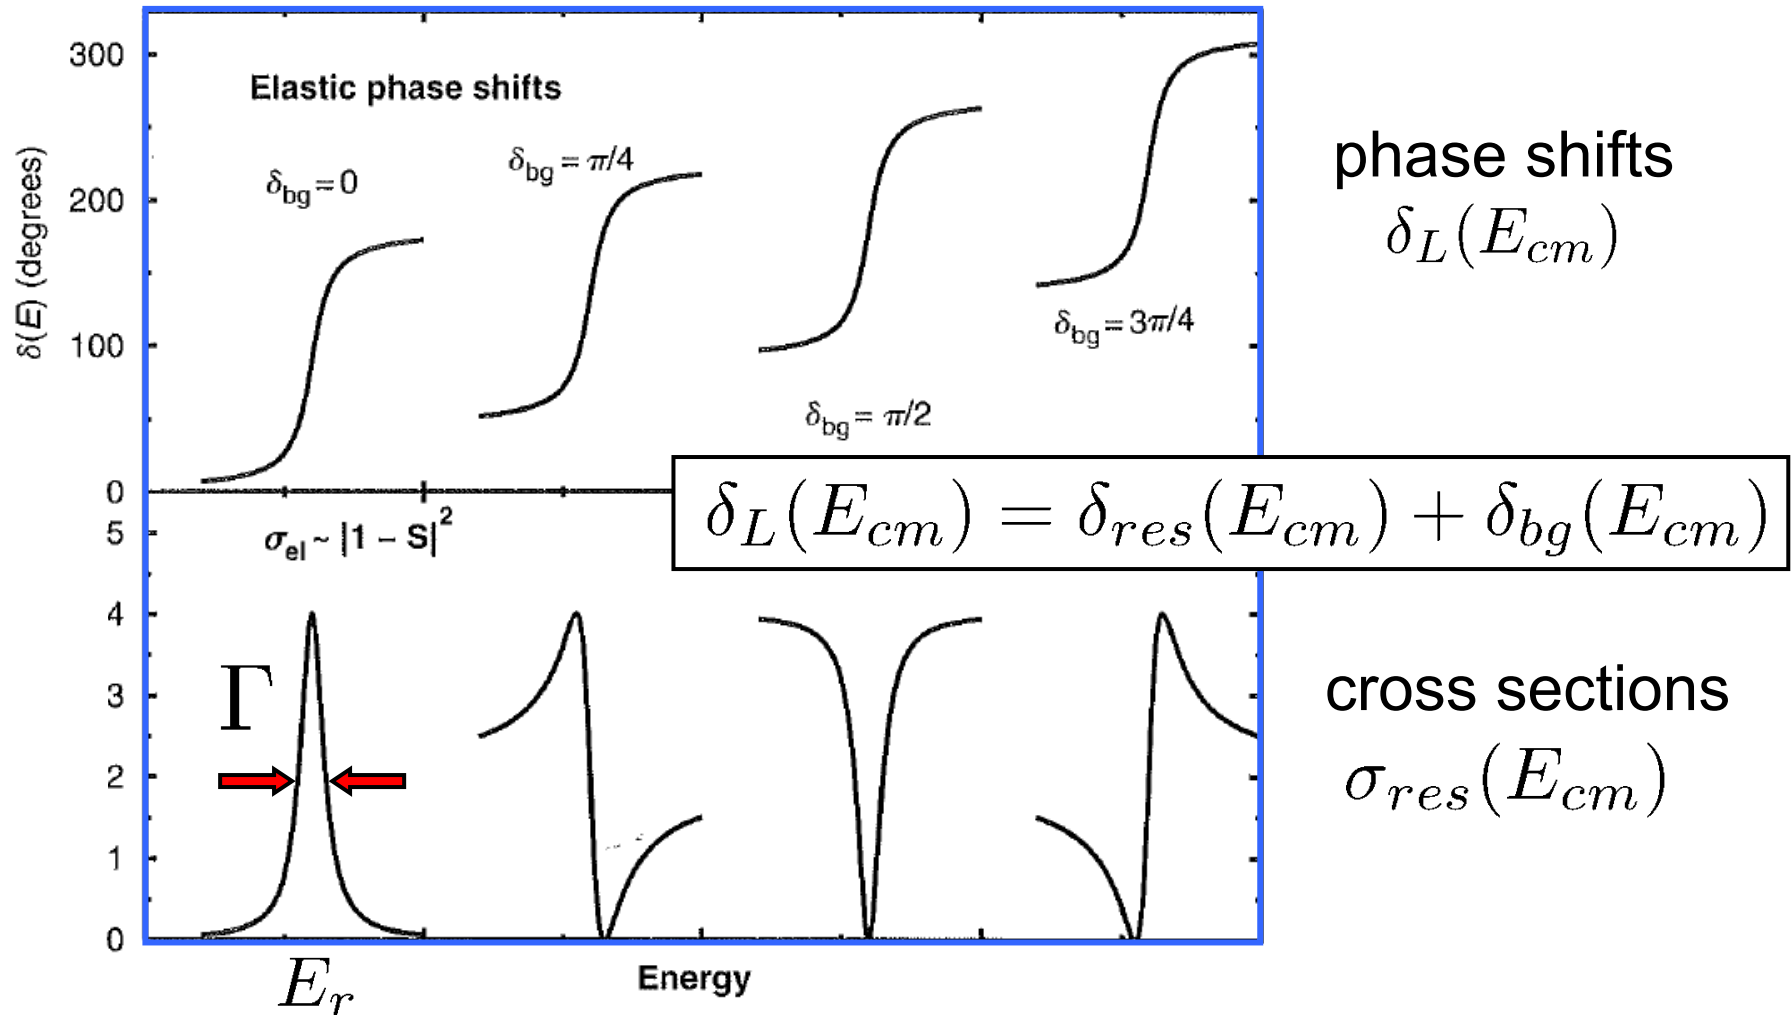 Elastic phase shifts
δ(E) (degrees)
300
200
100
0
δbg = 0
δbg = π/4
δbg = π/2
δbg = 3π/4
phase shifts
δL(Ecm)
δL(Ecm) = δres(Ecm) + δbg(Ecm)
σel ~ |1 − S|²
5
4
3
2
1
0
Γ
cross sections
σres(Ecm)
Er
Energy